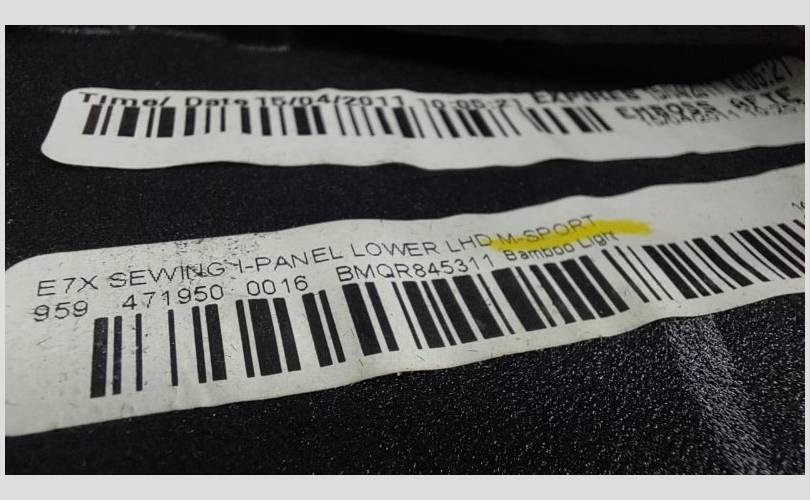 Time/ Date 15/04/2011 10:05:27 EXPIRES
EMBOSS AFTE
E7X SEWING I-PANEL LOWER LHD M-SPORT
959 471950 0016 BMQR845311 Bamboo Light